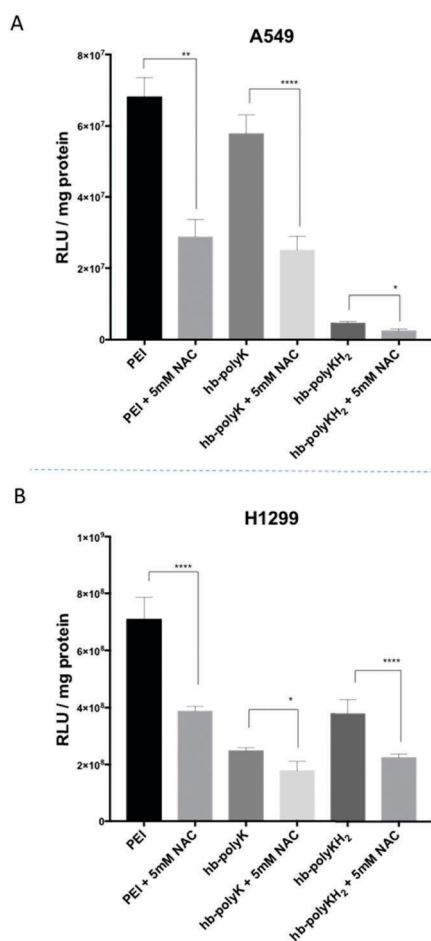 A
A549
8×10⁷
6×10⁷
4×10⁷
2×10⁷
0
RLU / mg protein
**
****
*
PEI
PEI + 5mM NAC
hb-polyK
hb-polyK + 5mM NAC
hb-polyKH₂
hb-polyKH₂ + 5mM NAC
B
H1299
1×10⁹
8×10⁸
6×10⁸
4×10⁸
2×10⁸
0
RLU / mg protein
****
*
****
PEI
PEI + 5mM NAC
hb-polyK
hb-polyK + 5mM NAC
hb-polyKH₂
hb-polyKH₂ + 5mM NAC